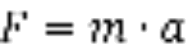 F = m · a